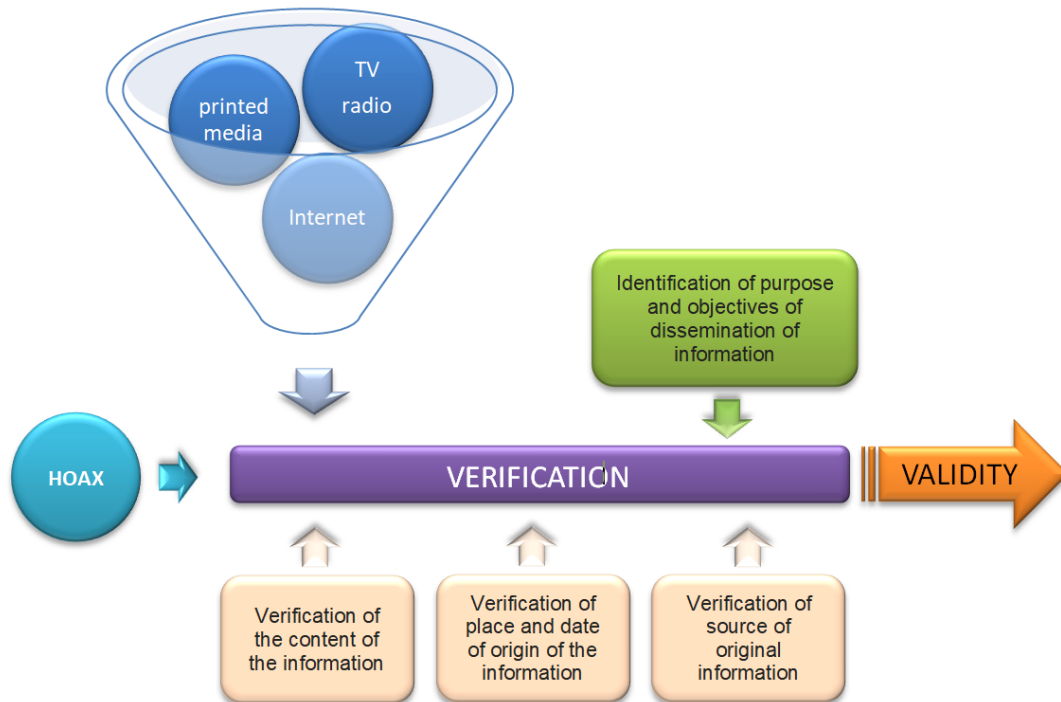 TV
radio
printed
media
Internet
Identification of purpose
and objectives of
dissemination of
information
HOAX
VERIFICATION
VALIDITY
Verification of
the content of
the information
Verification of
place and date
of origin of the
information
Verification of
source of
original
information